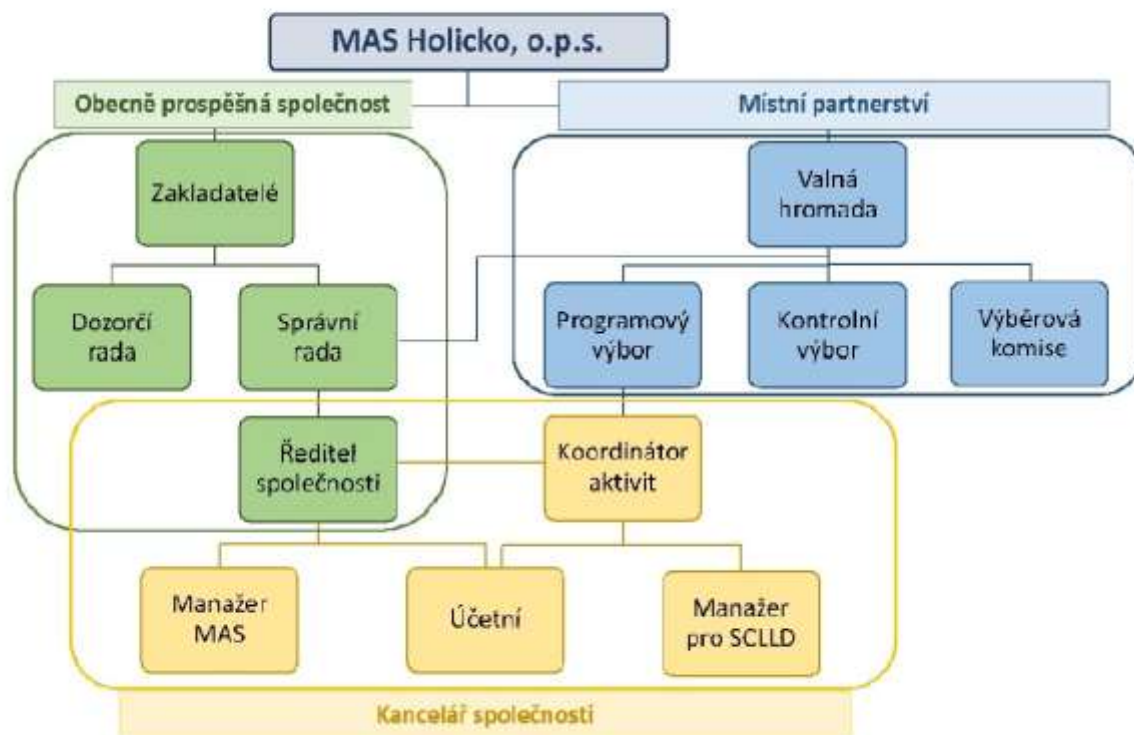 MAS Holicko, o.p.s.
Obecně prospěšná společnost
Místní partnerství
Zakladatelé
Valná
hromada
Dozorčí
rada
Správní
rada
Programový
výbor
Kontrolní
výbor
Výběrová
komise
Ředitel
společnosti
Koordinátor
aktivit
Manažer
MAS
Účetní
Manažer
pro SCLLD
Kancelář společnosti